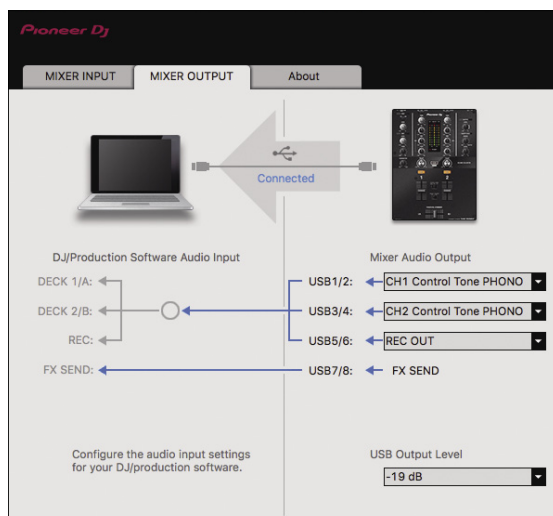 Pioneer Dj
MIXER INPUT
MIXER OUTPUT
About
Connected
DJ/Production Software Audio Input
Mixer Audio Output
DECK 1/A:
DECK 2/B:
REC:
FX SEND:
USB1/2:
CH1 Control Tone PHONO
USB3/4:
CH2 Control Tone PHONO
USB5/6:
REC OUT
USB7/8:
FX SEND
Configure the audio input settings
for your DJ/production software.
USB Output Level
-19 dB